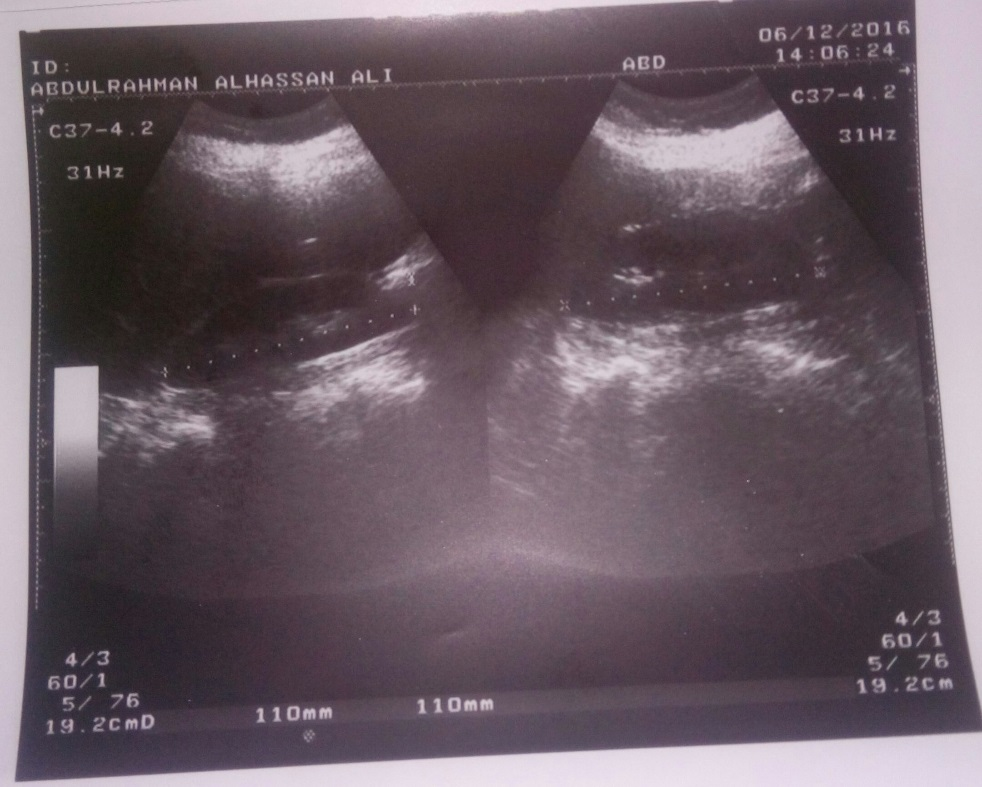 ID:
ABDULRAHMAN ALHASSAN ALI
ABD
06/12/2016
14:06:24
C37-4.2
31Hz
C37-4.2
31Hz
4/3
60/1
5/ 76
19.2cmD
110mm
110mm
4/3
60/1
5/ 76
19.2cm